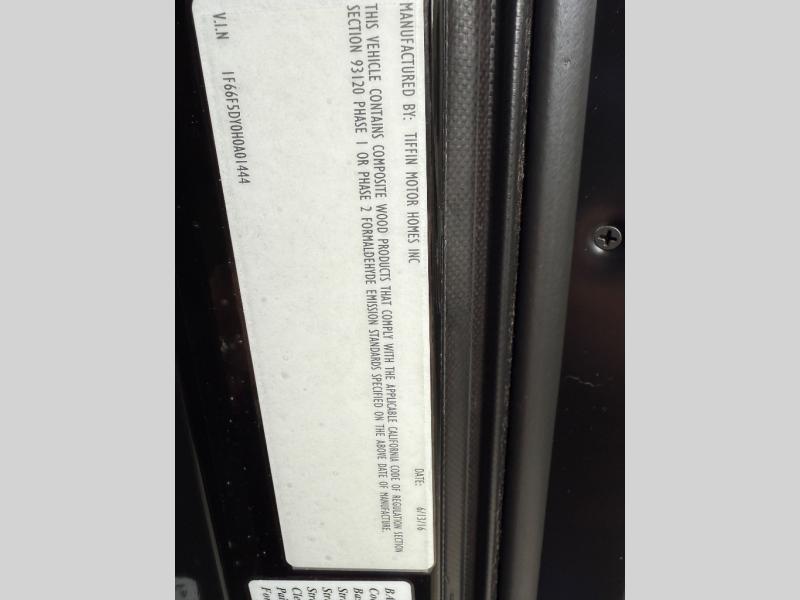 MANUFACTURED BY: TIFFIN MOTOR HOMES INC DATE: 6/13/16
THIS VEHICLE CONTAINS COMPOSITE WOOD PRODUCTS THAT COMPLY WITH THE APPLICABLE CALIFORNIA CODE OF REGULATION SECTION
SECTION 93120 PHASE 1 OR PHASE 2 FORMALDEHYDE EMISSION STANDARDS SPECIFIED ON THE ABOVE DATE OF MANUFACTURE.
V.I.N 1F66F5DY0H0A01444